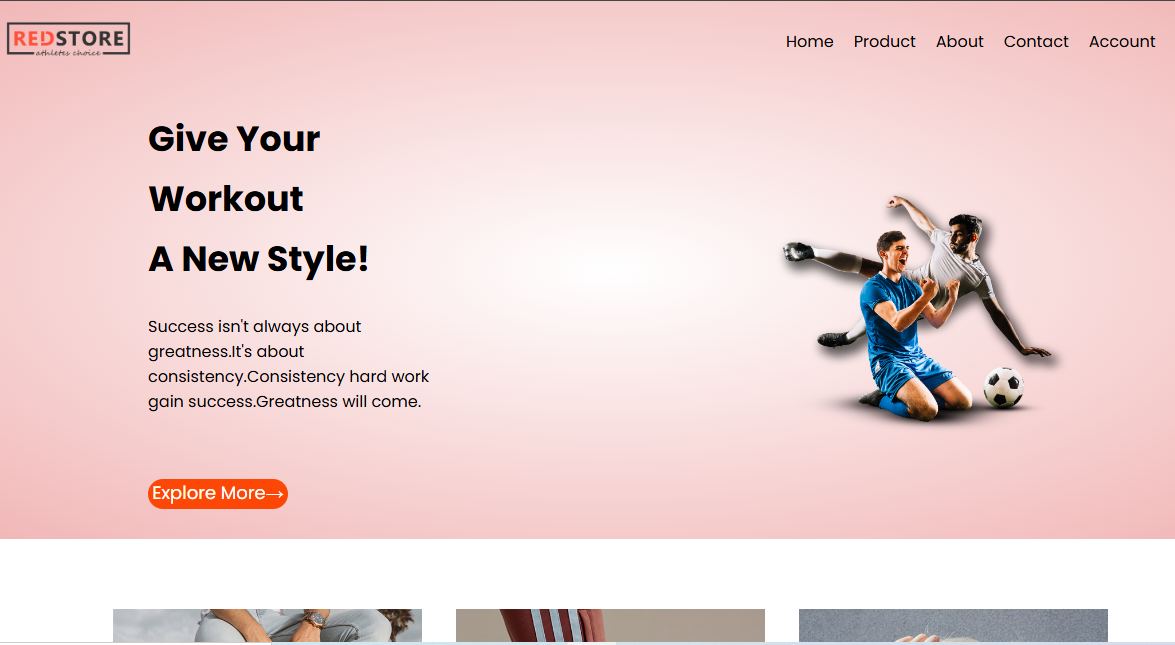 REDSTORE
athletes choice
Home Product About Contact Account
Give Your
Workout
A New Style!
Success isn't always about
greatness.It's about
consistency.Consistency hard work
gain success.Greatness will come.
Explore More→